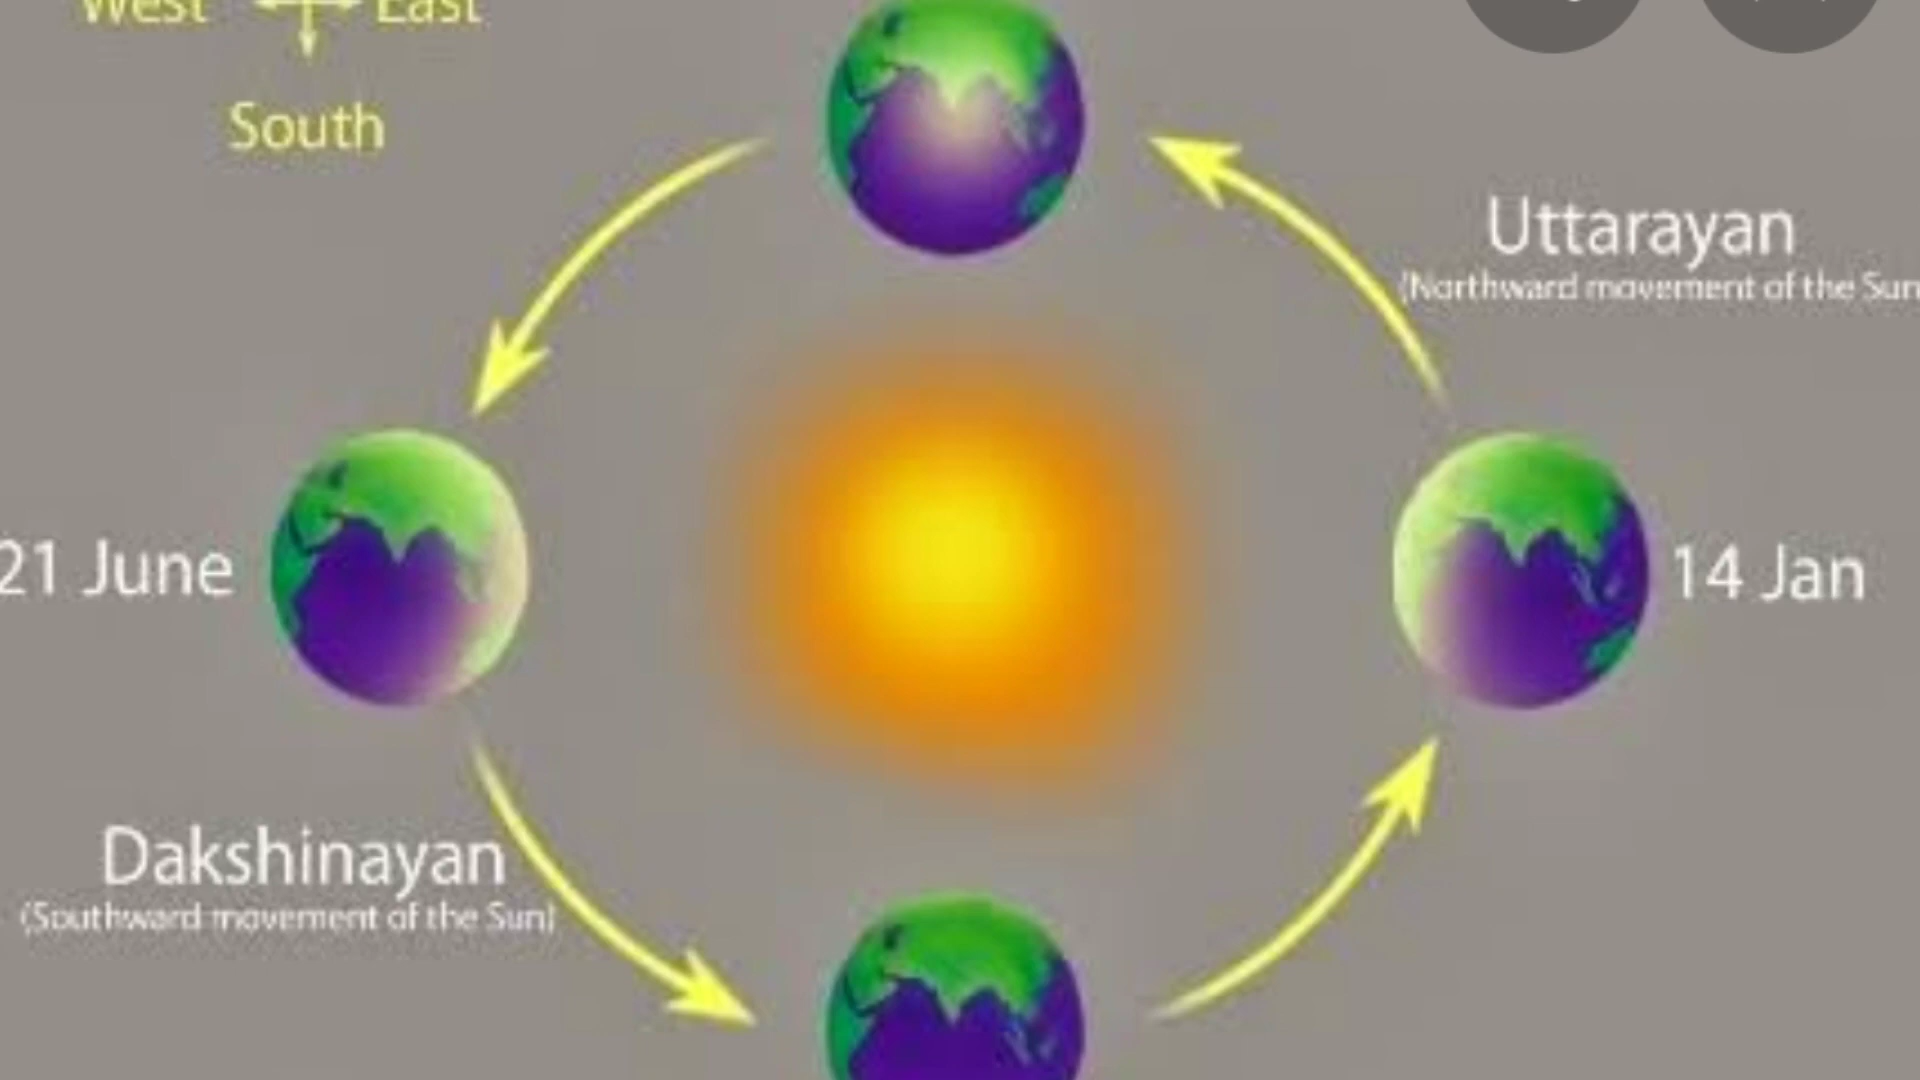 West East
South
Uttarayan
(Northward movement of the Sun
21 June
14 Jan
Dakshinayan
(Southward movement of the Sun)